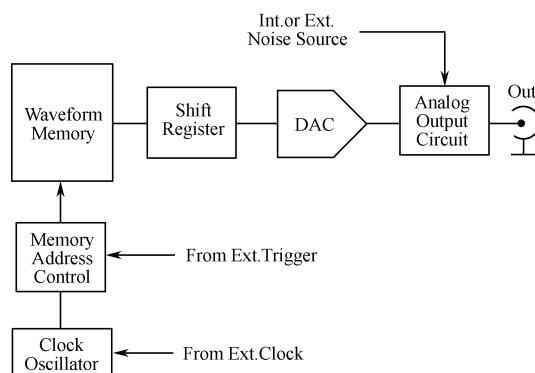 Int.or Ext.
Noise Source
Out
Waveform
Memory
Shift
Register
DAC
Analog
Output
Circuit
Memory
Address
Control
From Ext.Trigger
Clock
Oscillator
From Ext.Clock